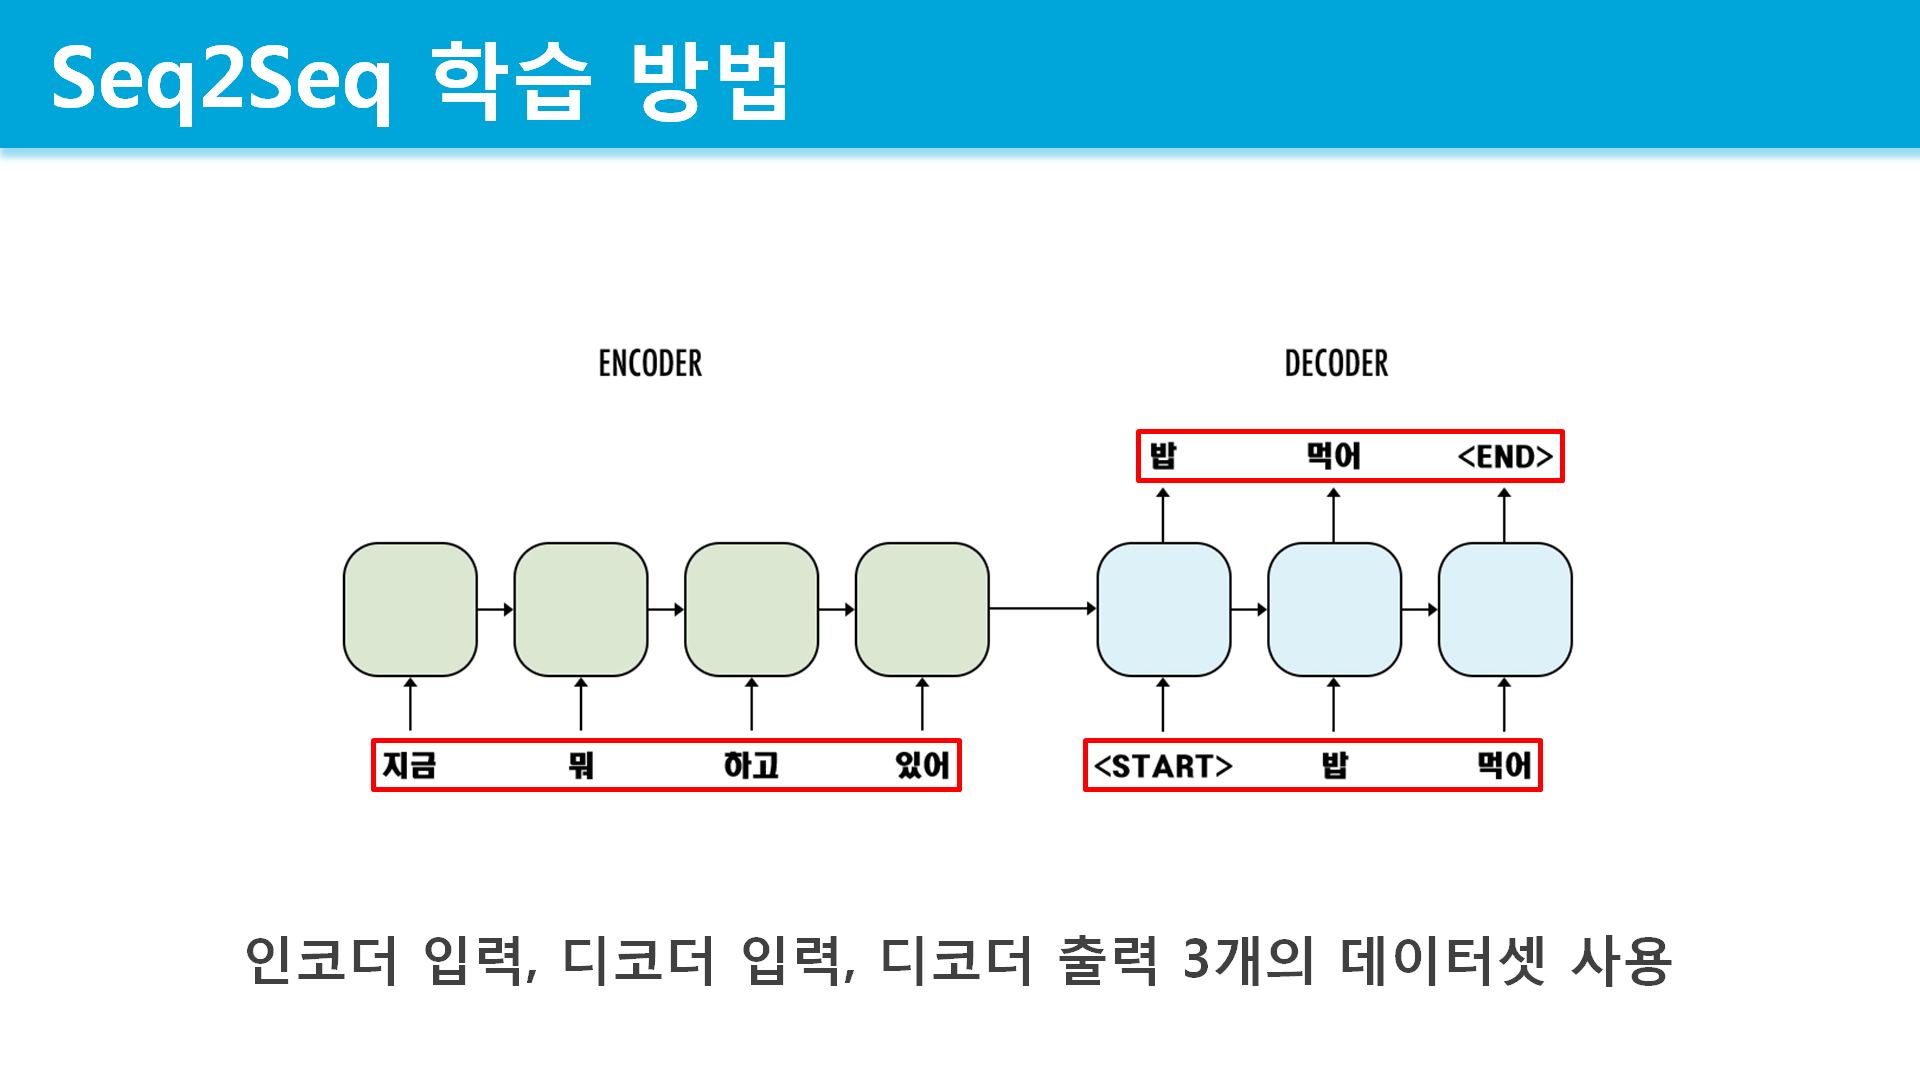 Seq2Seq 학습 방법
ENCODER
DECODER
밥 먹어 <END>
지금 뭐 하고 있어
<START> 밥 먹어
인코더 입력, 디코더 입력, 디코더 출력 3개의 데이터셋 사용